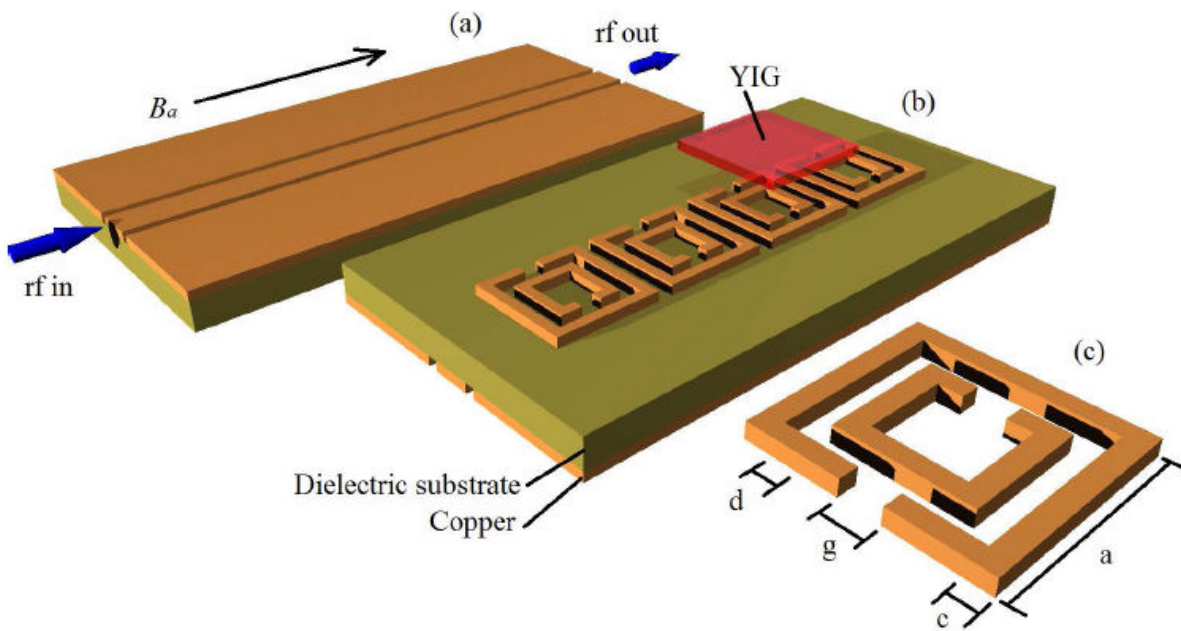 (a)
rf out
Ba
YIG
(b)
rf in
(c)
Dielectric substrate
Copper
d
g
c
a